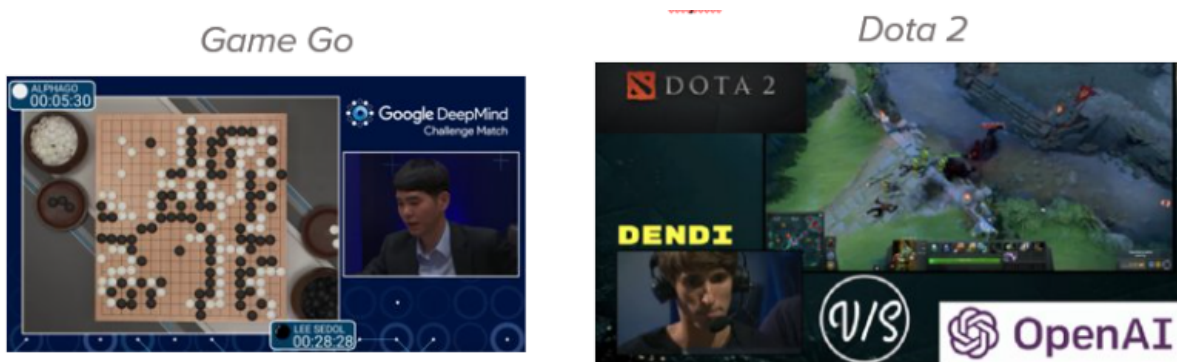 Game Go
ALPHAGO
00:05:30
Google DeepMind
Challenge Match
LEE SEDOL
00:28:28
Dota 2
DOTA 2
DENDI
V/S
OpenAI